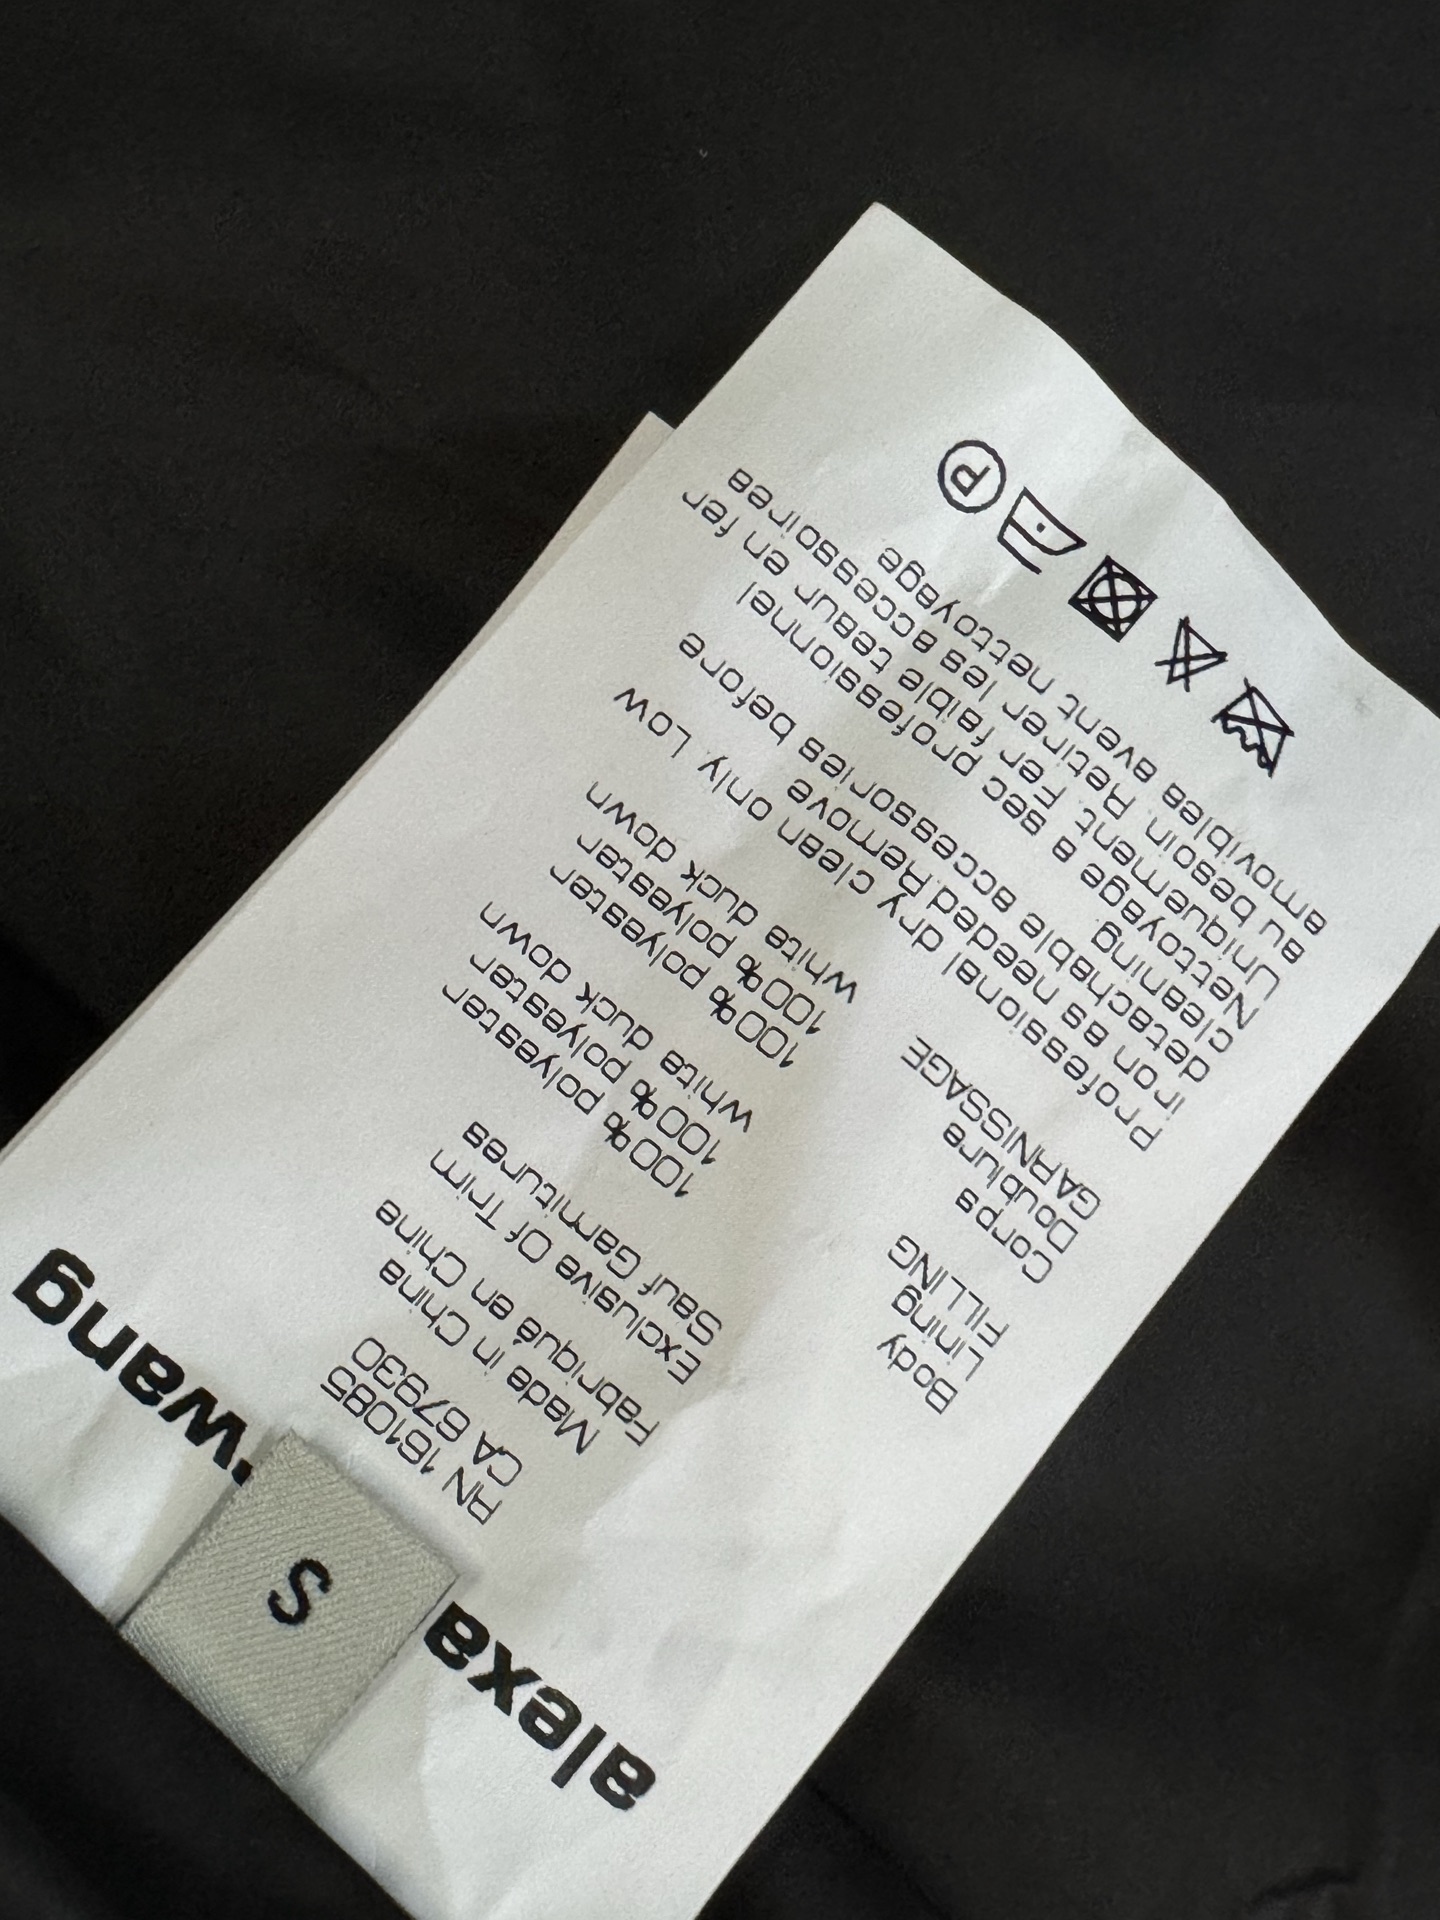 alexa
wang
S
RN 161085
CA 67930
Made in China
Fabriqué en Chine
Exclusive Of Trim
Sauf Garnitures
Body 100% polyester
Lining 100% polyester
FILLING white duck down
Corps 100% polyester
Doublure 100% polyester
GARNISSAGE white duck down
Professional dry clean only. Low
iron as needed.Remove
detachable accessories before
cleaning
Nettoyage a sec professionnel
Uniquement. Fer faible teaur en fer
au besoin. Retirer les accessoires
amovibles avent nettoyage
P